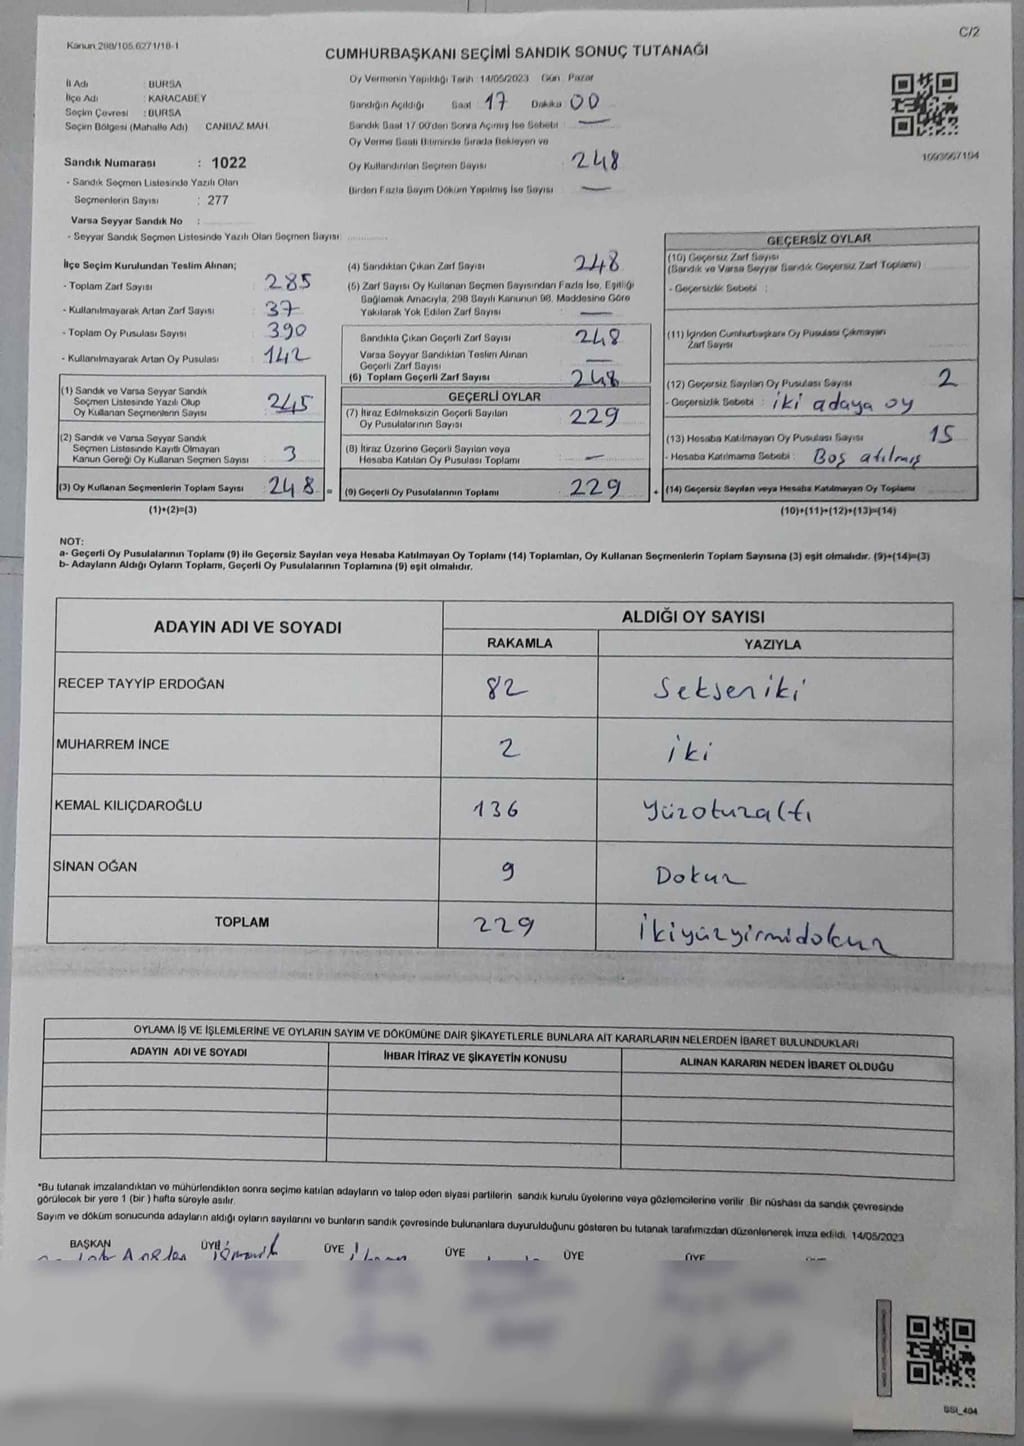 Kanun 298/105,6271/18-1
C/2
CUMHURBAŞKANI SEÇİMİ SANDIK SONUÇ TUTANAĞI
İl Adı : BURSA
İlçe Adı : KARACABEY
Seçim Çevresi : BURSA
Seçim Bölgesi (Mahalle Adı) CANBAZ MAH.
Sandık Numarası : 1022
- Sandık Seçmen Listesinde Yazılı Olan
Seçmenlerin Sayısı : 277
Varsa Seyyar Sandık No :
- Seyyar Sandık Seçmen Listesinde Yazılı Olan Seçmen Sayısı:
Oy Vermenin Yapıldığı Tarih 14/05/2023 Gün Pazar
Sandığın Açıldığı Saat 17 Dakika 00
Sandık Saat 17:00'den Sonra Açılmış İse Sebebi : —
Oy Verme Saati Bitiminde Sırada Bekleyen ve
Oy Kullandırılan Seçmen Sayısı 248
Birden Fazla Sayım Döküm Yapılmış İse Sayısı —
1093667194
İlçe Seçim Kurulundan Teslim Alınan;
- Toplam Zarf Sayısı : 285
- Kullanılmayarak Artan Zarf Sayısı : 37
- Toplam Oy Pusulası Sayısı : 390
- Kullanılmayarak Artan Oy Pusulası : 142
(1) Sandık ve Varsa Seyyar Sandık
Seçmen Listesinde Yazılı Olup
Oy Kullanan Seçmenlerin Sayısı : 245
(2) Sandık ve Varsa Seyyar Sandık
Seçmen Listesinde Kayıtlı Olmayan
Kanun Gereği Oy Kullanan Seçmen Sayısı : 3
(3) Oy Kullanan Seçmenlerin Toplam Sayısı 248 =
(1)+(2)=(3)
(4) Sandıktan Çıkan Zarf Sayısı 248
(5) Zarf Sayısı Oy Kullanan Seçmen Sayısından Fazla İse, Eşitliği
Sağlamak Amacıyla, 298 Sayılı Kanunun 98. Maddesine Göre
Yakılarak Yok Edilen Zarf Sayısı : —
Sandıkta Çıkan Geçerli Zarf Sayısı 248
Varsa Seyyar Sandıktan Teslim Alınan
Geçerli Zarf Sayısı —
(6) Toplam Geçerli Zarf Sayısı 248
GEÇERLİ OYLAR
(7) İtiraz Edilmeksizin Geçerli Sayılan
Oy Pusulalarının Sayısı : 229
(8) İtiraz Üzerine Geçerli Sayılan veya
Hesaba Katılan Oy Pusulası Toplamı : —
(9) Geçerli Oy Pusulalarının Toplamı 229 +
GEÇERSİZ OYLAR
(10) Geçersiz Zarf Sayısı
(Sandık ve Varsa Seyyar Sandık Geçersiz Zarf Toplamı)
- Geçersizlik Sebebi :
(11) İçinden Cumhurbaşkanı Oy Pusulası Çıkmayan
Zarf Sayısı
(12) Geçersiz Sayılan Oy Pusulası Sayısı 2
- Geçersizlik Sebebi : iki adaya oy
(13) Hesaba Katılmayan Oy Pusulası Sayısı 15
- Hesaba Katılmama Sebebi : Boş atılmış
(14) Geçersiz Sayılan veya Hesaba Katılmayan Oy Toplamı
(10)+(11)+(12)+(13)=(14)
NOT:
a- Geçerli Oy Pusulalarının Toplamı (9) ile Geçersiz Sayılan veya Hesaba Katılmayan Oy Toplamı (14) Toplamları, Oy Kullanan Seçmenlerin Toplam Sayısına (3) eşit olmalıdır. (9)+(14)=(3)
b- Adayların Aldığı Oyların Toplamı, Geçerli Oy Pusulalarının Toplamına (9) eşit olmalıdır.
ADAYIN ADI VE SOYADI ALDIĞI OY SAYISI
RAKAMLA YAZIYLA
RECEP TAYYİP ERDOĞAN 82 Sekseniki
MUHARREM İNCE 2 iki
KEMAL KILIÇDAROĞLU 136 Yüzotuzaltı
SİNAN OĞAN 9 Dokuz
TOPLAM 229 İkiyüzyirmidokuz
OYLAMA İŞ VE İŞLEMLERİNE VE OYLARIN SAYIM VE DÖKÜMÜNE DAİR ŞİKAYETLERLE BUNLARA AİT KARARLARIN NELERDEN İBARET BULUNDUKLARI
ADAYIN ADI VE SOYADI İHBAR İTİRAZ VE ŞİKAYETİN KONUSU ALINAN KARARIN NEDEN İBARET OLDUĞU
*Bu tutanak imzalandıktan ve mühürlendikten sonra seçime katılan adayların ve talep eden siyasi partilerin sandık kurulu üyelerine veya gözlemcilerine verilir. Bir nüshası da sandık çevresinde
görülecek bir yere 1 (bir) hafta süreyle asılır.
Sayım ve döküm sonucunda adayların aldığı oyların sayılarını ve bunların sandık çevresinde bulunanlara duyurulduğunu gösteren bu tutanak tarafımızdan düzenlenerek imza edildi. 14/05/2023
BAŞKAN ÜYE ÜYE ÜYE ÜYE ÜYE
SSI_404